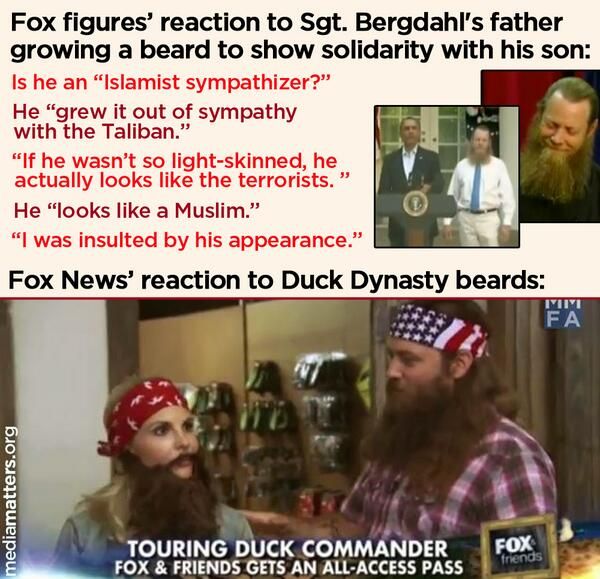 Fox figures’ reaction to Sgt. Bergdahl's father
growing a beard to show solidarity with his son:
Is he an “Islamist sympathizer?”
He “grew it out of sympathy
with the Taliban.”
“If he wasn’t so light-skinned, he
actually looks like the terrorists. ”
He “looks like a Muslim.”
“I was insulted by his appearance.”
Fox News’ reaction to Duck Dynasty beards:
MM
FA
mediamatters.org
TOURING DUCK COMMANDER
FOX & FRIENDS GETS AN ALL-ACCESS PASS
FOX
friends